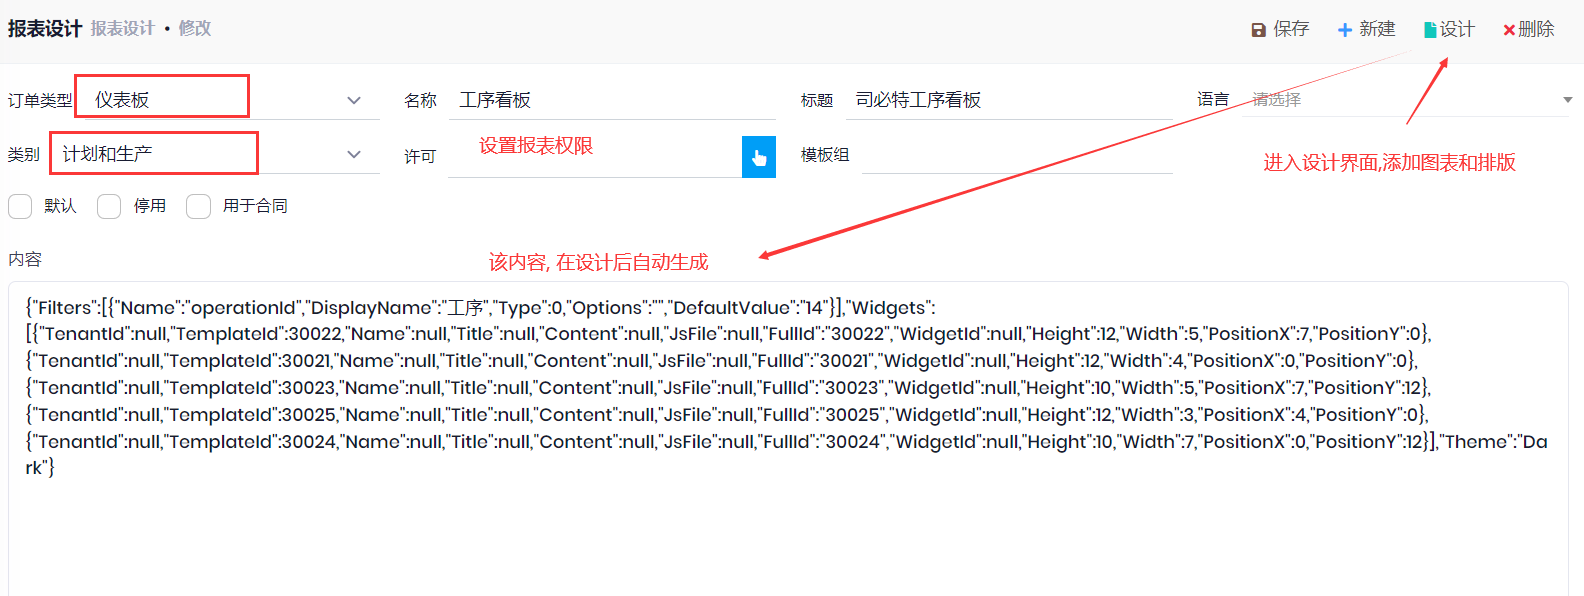 报表设计 报表设计 • 修改 保存 新建 设计 删除
订单类型 仪表板 名称 工序看板 标题 司必特工序看板 语言 请选择
类别 计划和生产 许可 设置报表权限 模板组 进入设计界面,添加图表和排版
默认 停用 用于合同
内容 该内容, 在设计后自动生成
{"Filters":[{"Name":"operationId","DisplayName":"工序","Type":0,"Options":"","DefaultValue":"14"}],"Widgets":
[{"TenantId":null,"TemplateId":30022,"Name":null,"Title":null,"Content":null,"JsFile":null,"FullId":"30022","WidgetId":null,"Height":12,"Width":5,"PositionX":7,"PositionY":0},
{"TenantId":null,"TemplateId":30021,"Name":null,"Title":null,"Content":null,"JsFile":null,"FullId":"30021","WidgetId":null,"Height":12,"Width":4,"PositionX":0,"PositionY":0},
{"TenantId":null,"TemplateId":30023,"Name":null,"Title":null,"Content":null,"JsFile":null,"FullId":"30023","WidgetId":null,"Height":10,"Width":5,"PositionX":7,"PositionY":12},
{"TenantId":null,"TemplateId":30025,"Name":null,"Title":null,"Content":null,"JsFile":null,"FullId":"30025","WidgetId":null,"Height":12,"Width":3,"PositionX":4,"PositionY":0},
{"TenantId":null,"TemplateId":30024,"Name":null,"Title":null,"Content":null,"JsFile":null,"FullId":"30024","WidgetId":null,"Height":10,"Width":7,"PositionX":0,"PositionY":12}],"Theme":"Da
rk"}